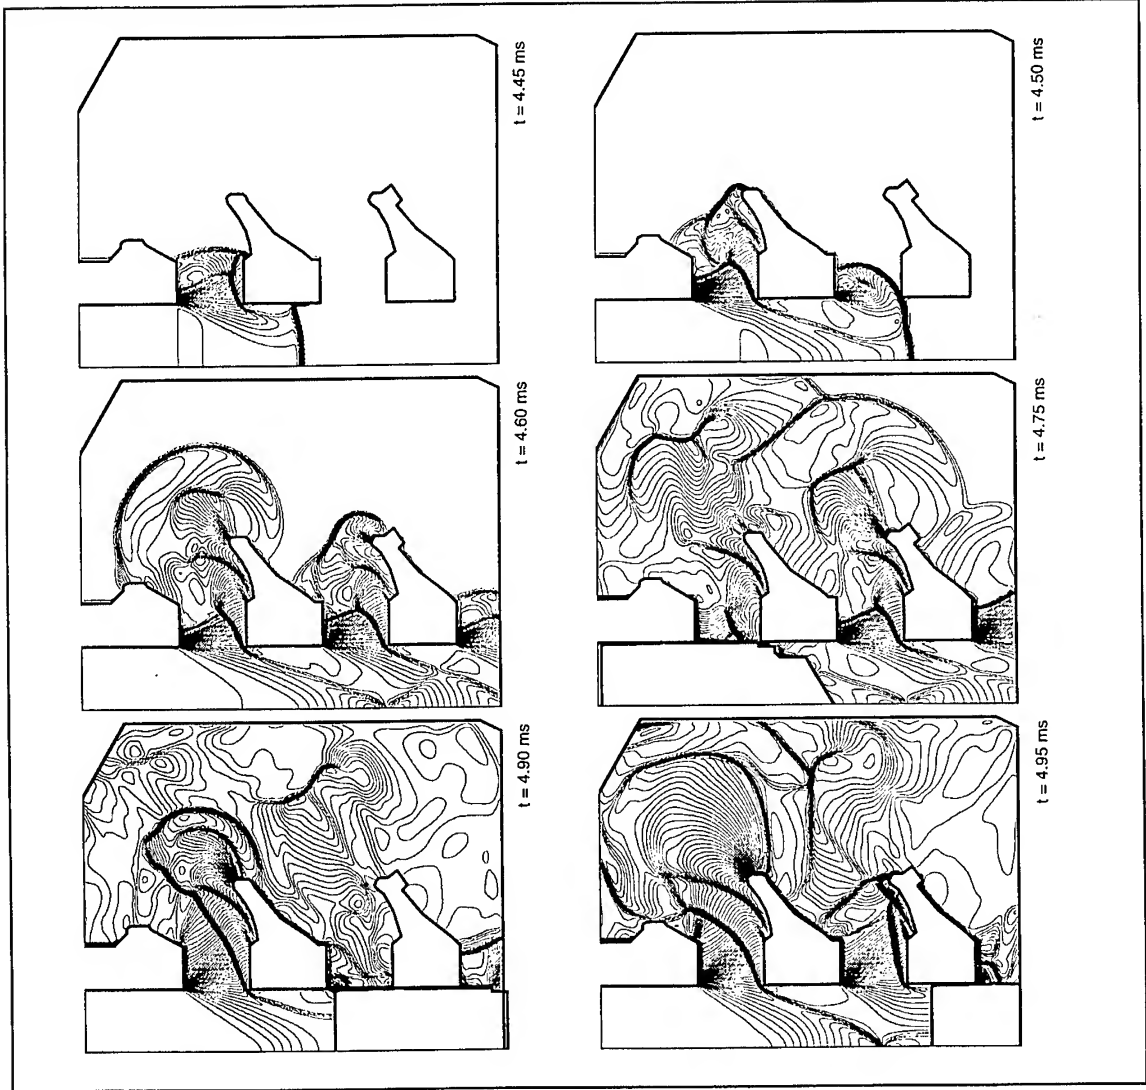 t = 4.45 ms
t = 4.50 ms
t = 4.60 ms
t = 4.75 ms
t = 4.90 ms
t = 4.95 ms